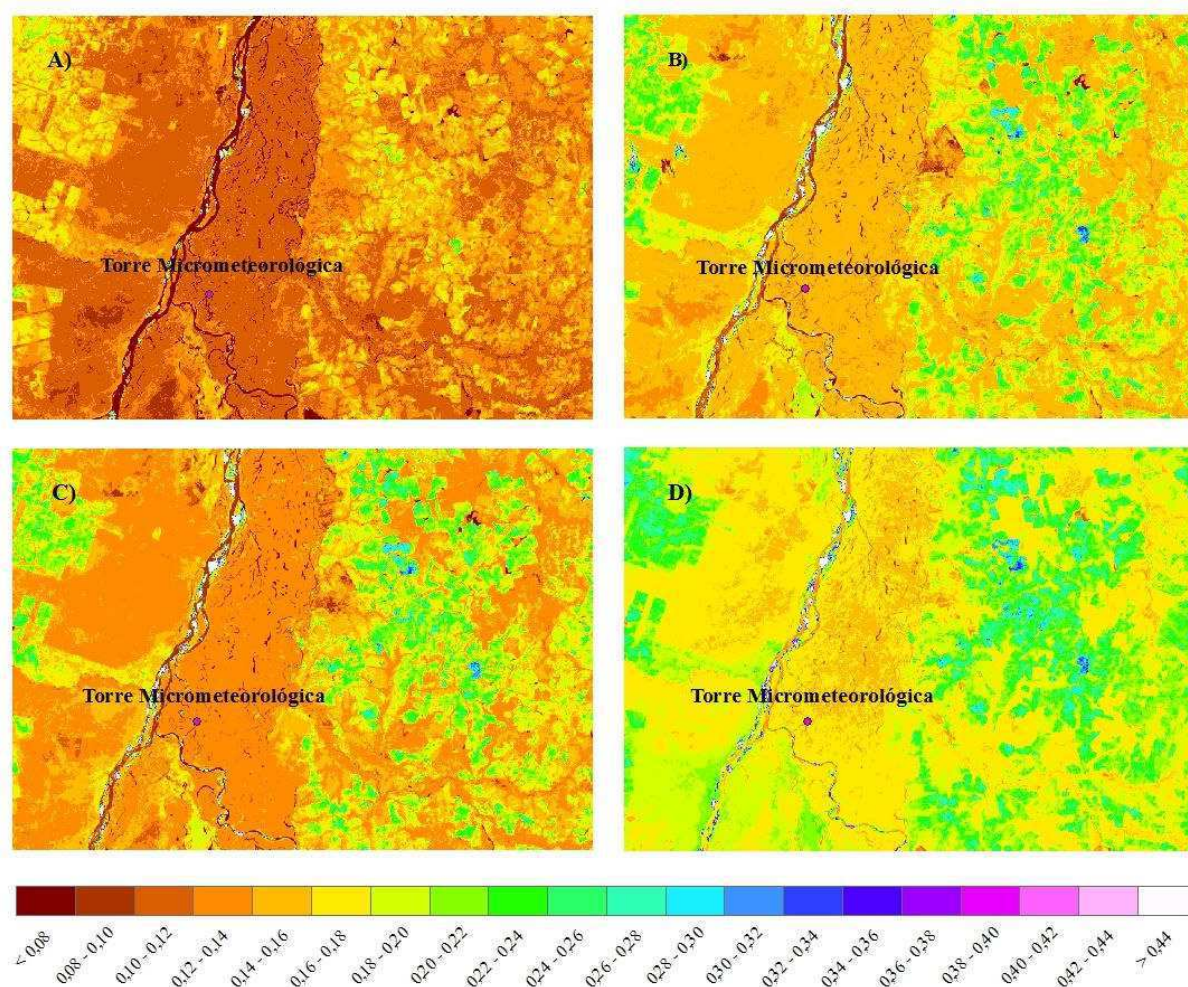 A)
Torre Micrometeorológica
B)
Torre Micrometeorológica
C)
Torre Micrometeorológica
D)
Torre Micrometeorológica
< 0,08
0,08 - 0,10
0,10 - 0,12
0,12 - 0,14
0,14 - 0,16
0,16 - 0,18
0,18 - 0,20
0,20 - 0,22
0,22 - 0,24
0,24 - 0,26
0,26 - 0,28
0,28 - 0,30
0,30 - 0,32
0,32 - 0,34
0,34 - 0,36
0,36 - 0,38
0,38 - 0,40
0,40 - 0,42
0,42 - 0,44
> 0,44